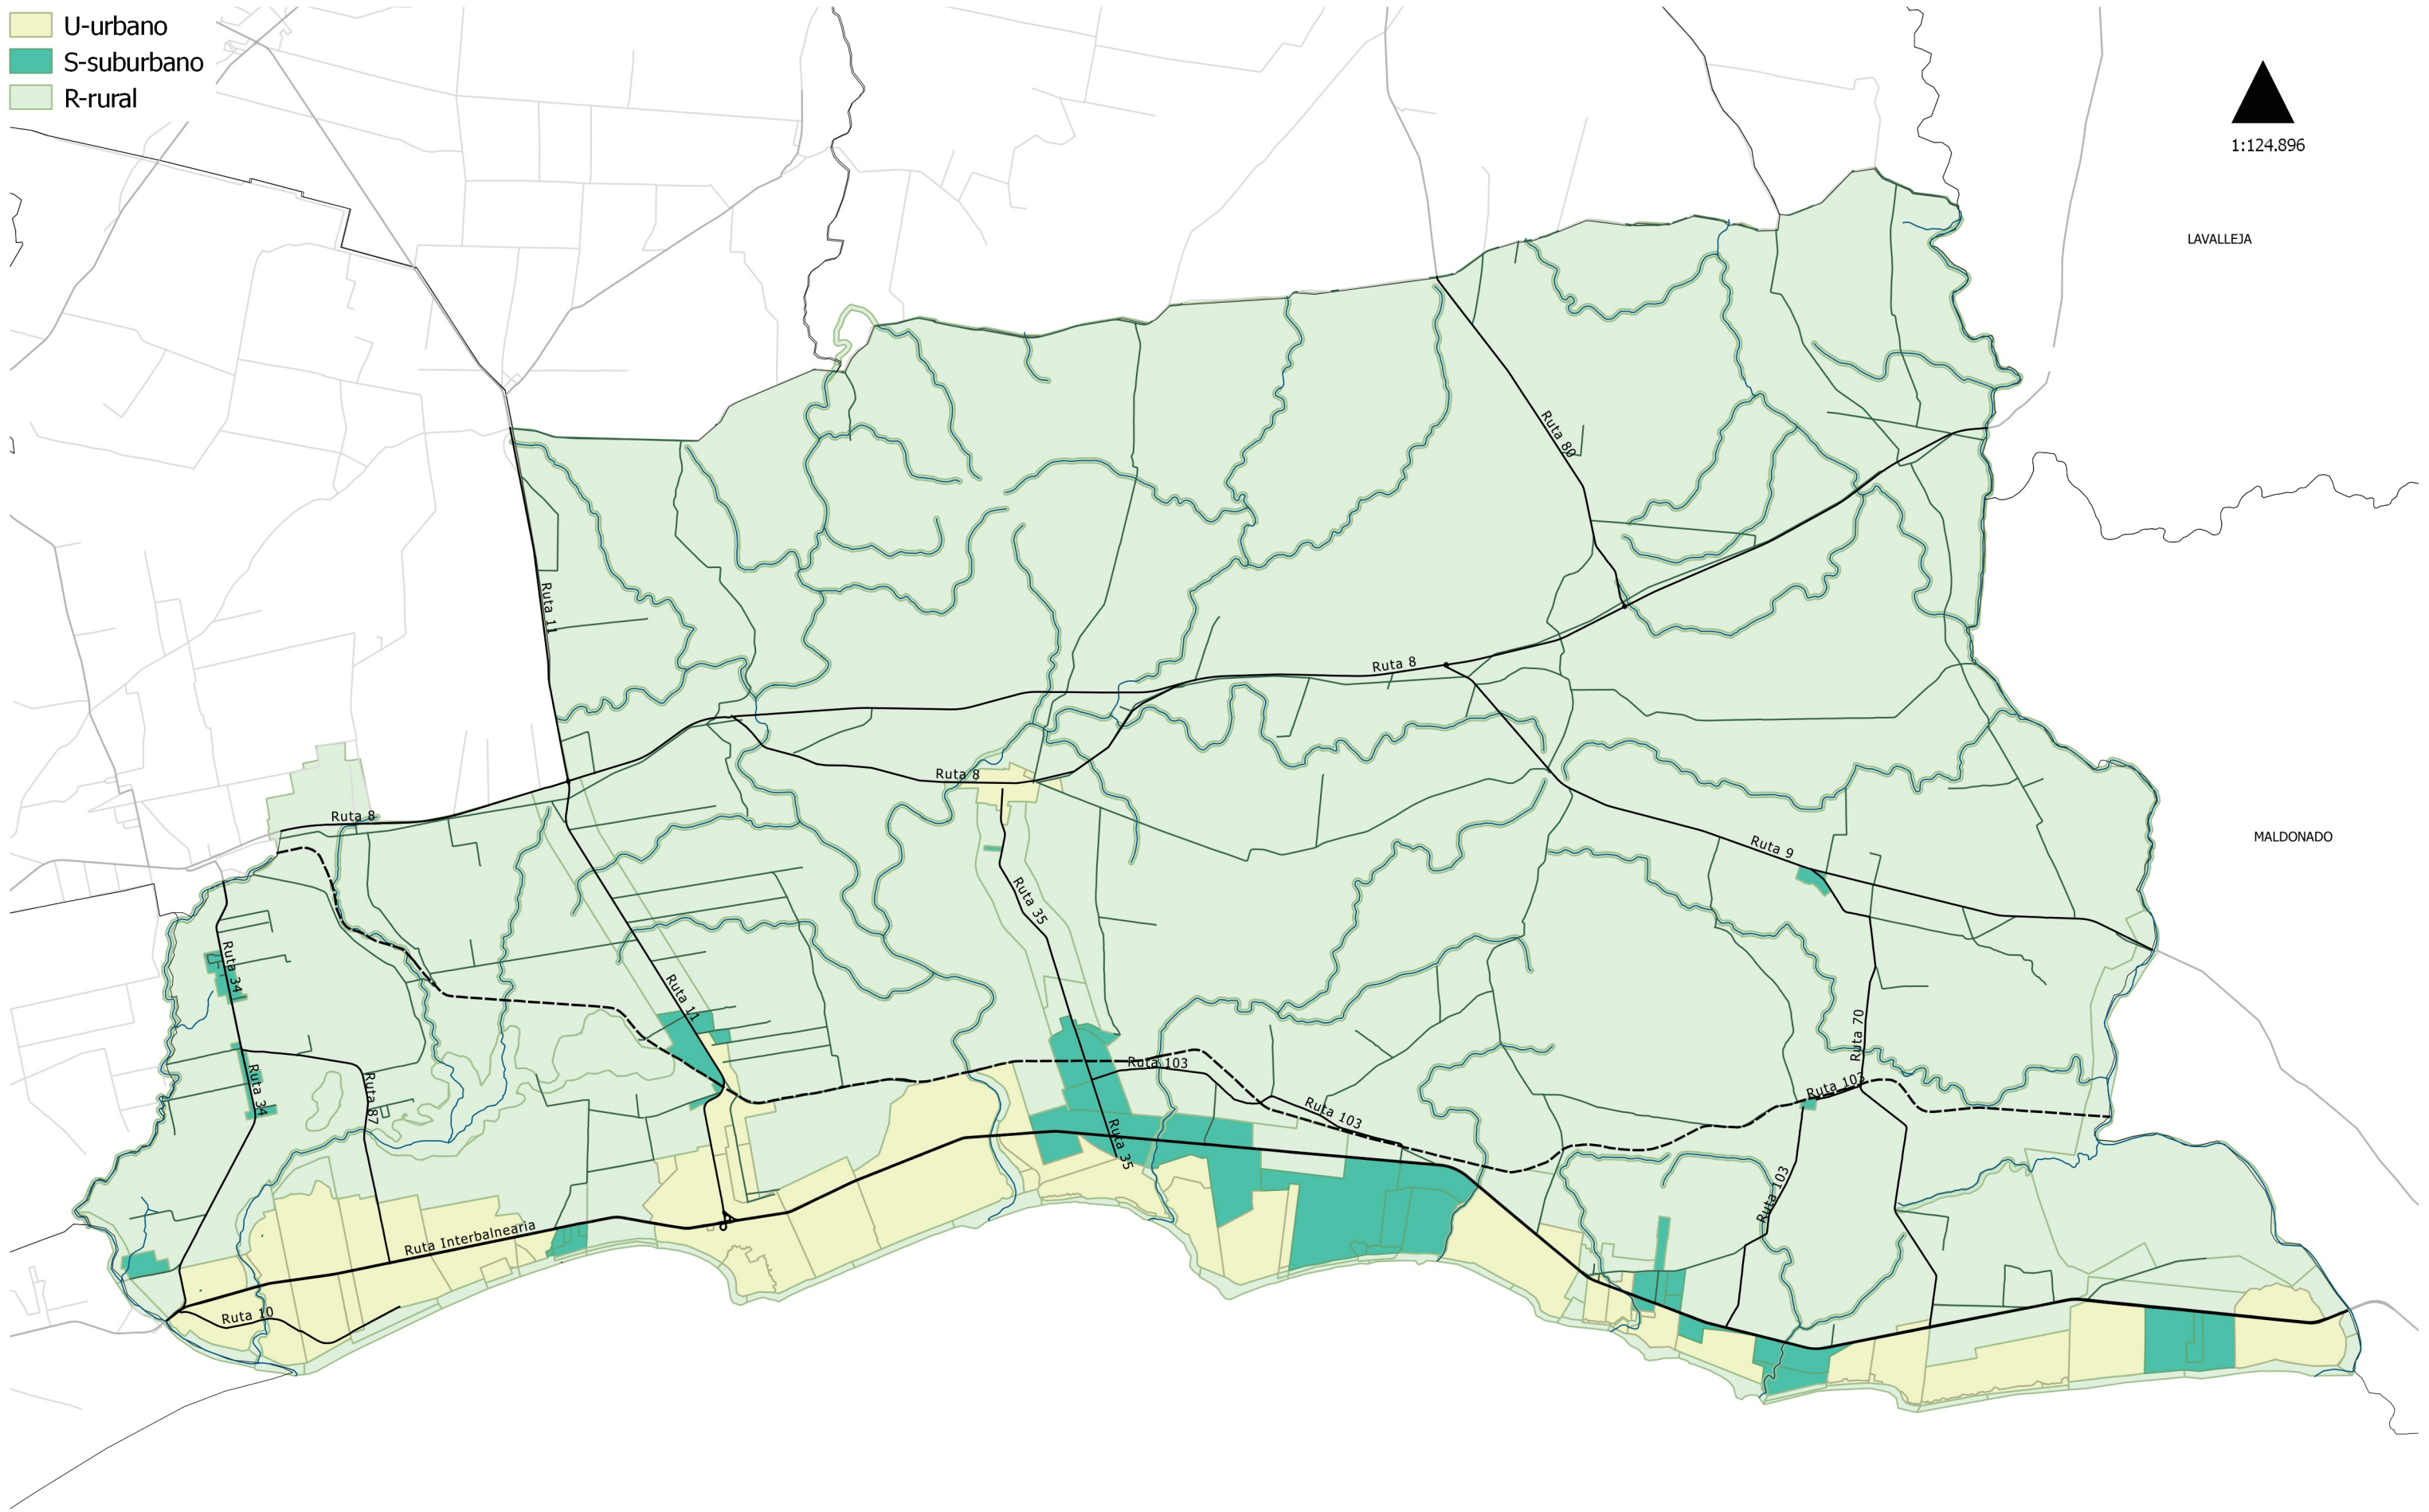 U-urbano
S-suburbano
R-rural
1:124.896
LAVALLEJA
Ruta 80
Ruta 11
Ruta 8
Ruta 8
Ruta 8
MALDONADO
Ruta 9
Ruta 35
Ruta 34
Ruta 11
Ruta 70
Ruta 103
Ruta 34
Ruta 87
Ruta 103
Ruta 103
Ruta 35
Ruta 103
Ruta Interbalnearia
Ruta 10